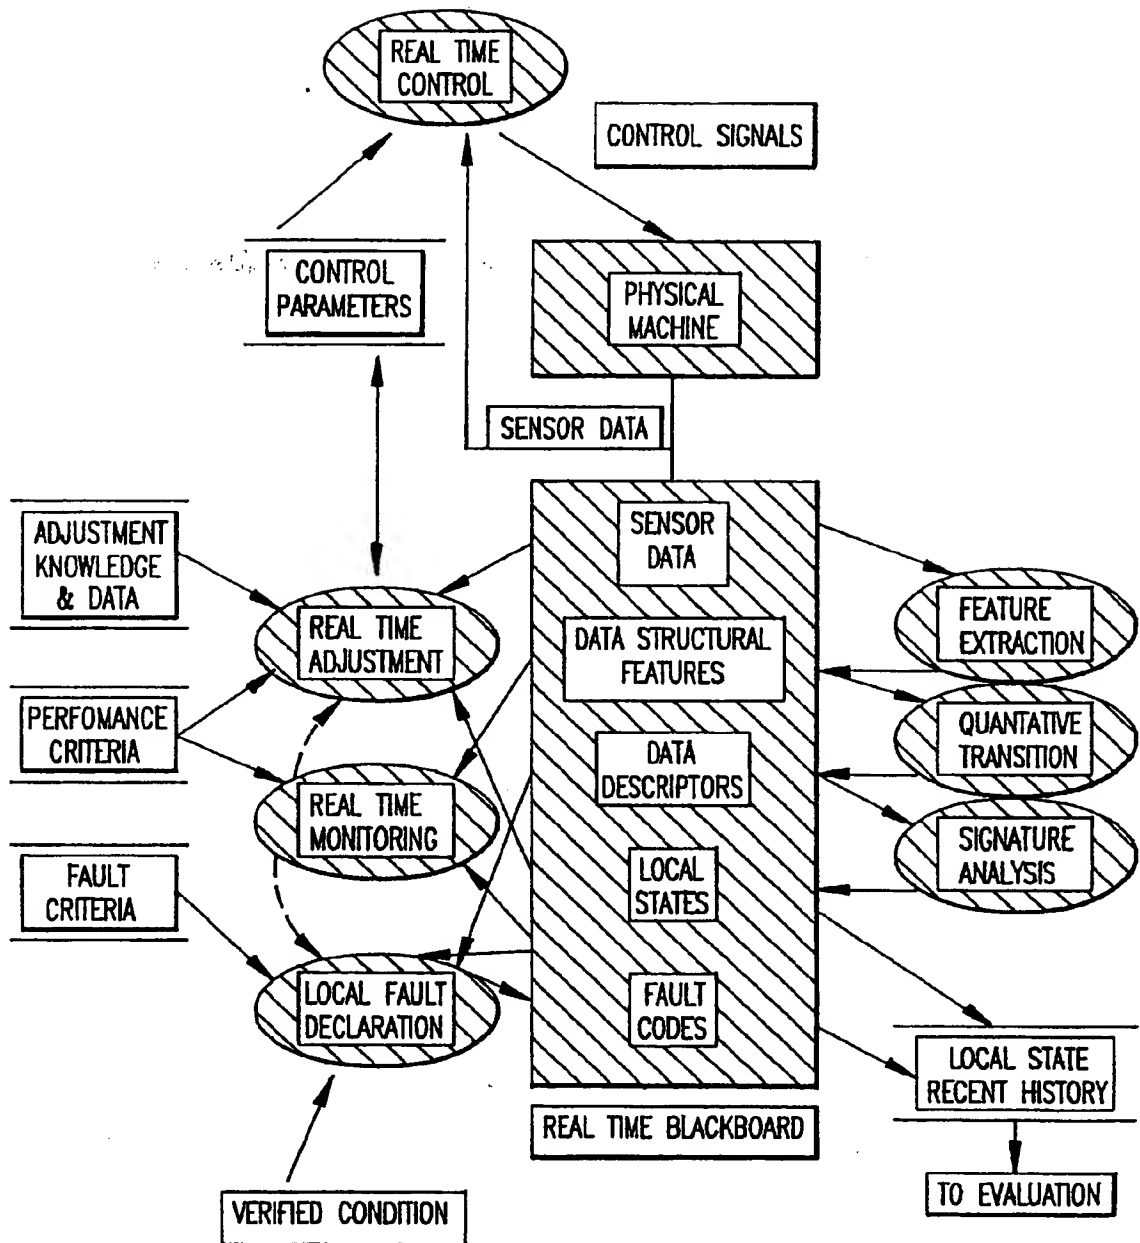 REAL TIME
CONTROL
CONTROL SIGNALS
CONTROL
PARAMETERS
PHYSICAL
MACHINE
SENSOR DATA
ADJUSTMENT
KNOWLEDGE
& DATA
SENSOR
DATA
REAL TIME
ADJUSTMENT
DATA STRUCTURAL
FEATURES
FEATURE
EXTRACTION
PERFOMANCE
CRITERIA
DATA
DESCRIPTORS
QUANTATIVE
TRANSITION
REAL TIME
MONITORING
SIGNATURE
ANALYSIS
FAULT
CRITERIA
LOCAL
STATES
LOCAL FAULT
DECLARATION
FAULT
CODES
LOCAL STATE
RECENT HISTORY
REAL TIME BLACKBOARD
TO EVALUATION
VERIFIED CONDITION